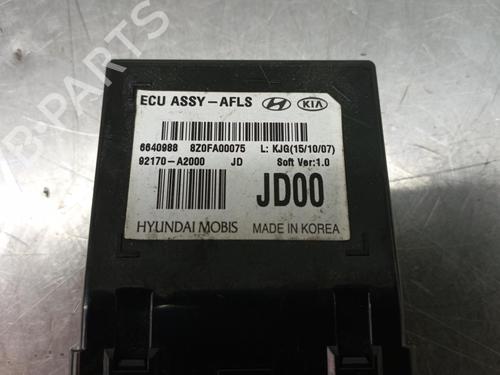 ECU ASSY-AFLS HYUNDAI KIA
6640988 8Z0FA00075 L: KJG(15/10/07)
92170-A2000 JD Soft Ver:1.0
JD00
HYUNDAI MOBIS MADE IN KOREA
PARTS